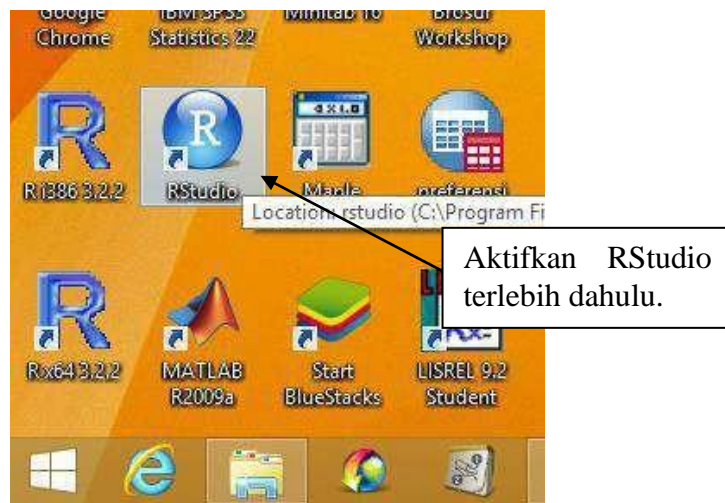 Google
Chrome
IBM SPSS
Statistics 22
Minitab 16
Brosur
Workshop
R i386 3.2.2
R
RStudio
Maple
preferensi
Location: rstudio (C:\Program Fi
Aktifkan RStudio
terlebih dahulu.
R x64 3.2.2
MATLAB
R2009a
Start
BlueStacks
LISREL 9.2
Student